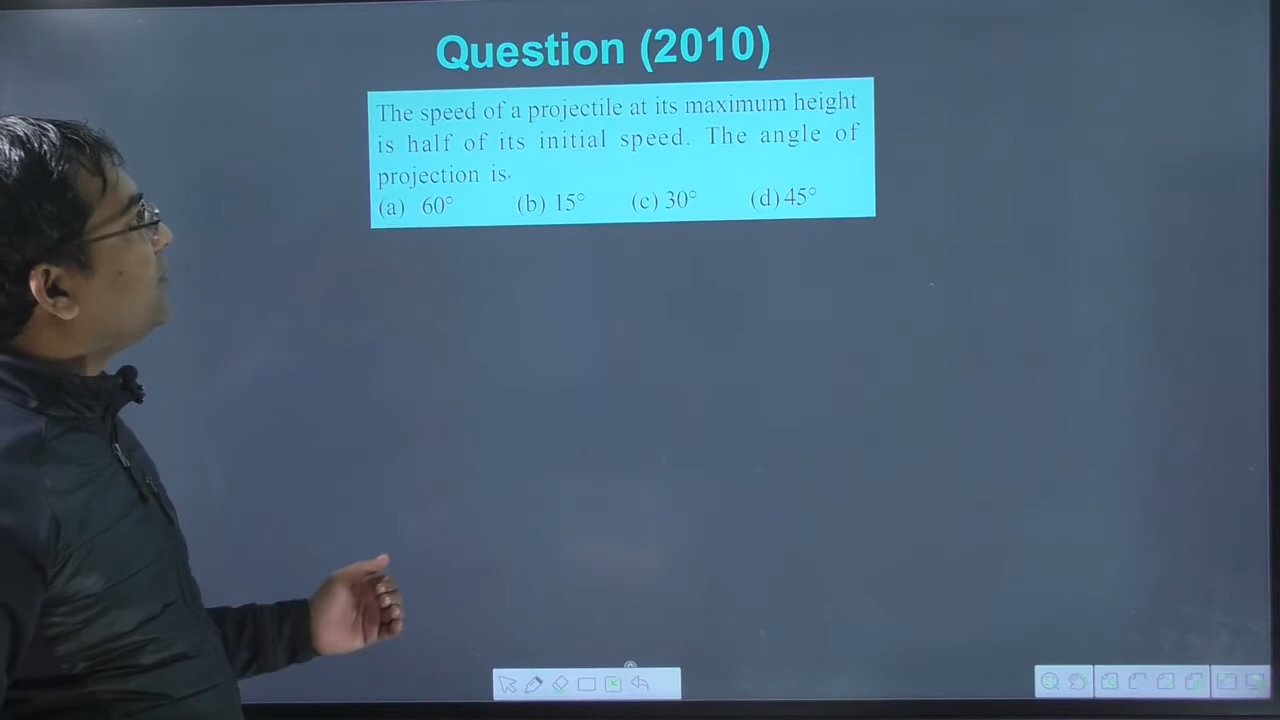 Question (2010)
The speed of a projectile at its maximum height
is half of its initial speed. The angle of
projection is
(a) 60° (b) 15° (c) 30° (d) 45°